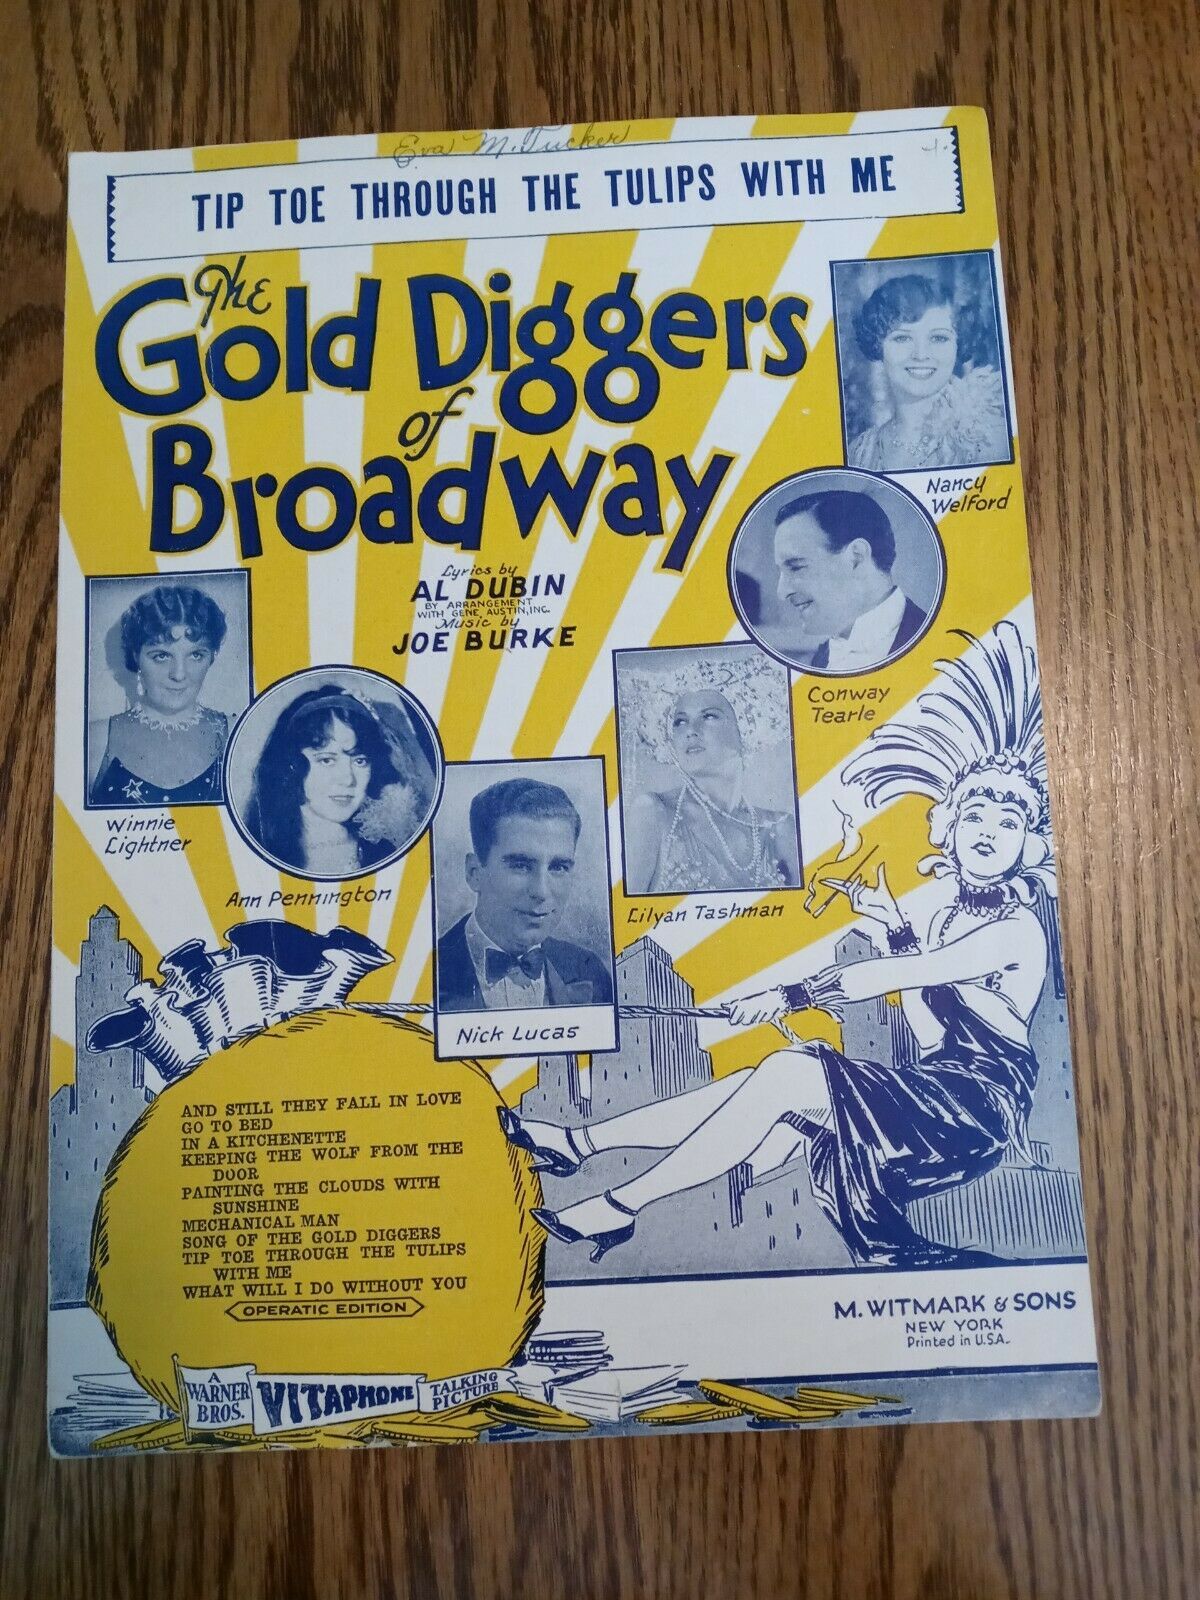 Eva M. Tucker
TIP TOE THROUGH THE TULIPS WITH ME
The
Gold Diggers
of
Broadway
Lyrics by
AL DUBIN
BY ARRANGEMENT
WITH GENE AUSTIN, INC.
Music by
JOE BURKE
Nancy
Welford
Conway
Tearle
Winnie
Lightner
Ann Pennington
Lilyan Tashman
Nick Lucas
AND STILL THEY FALL IN LOVE
GO TO BED
IN A KITCHENETTE
KEEPING THE WOLF FROM THE
DOOR
PAINTING THE CLOUDS WITH
SUNSHINE
MECHANICAL MAN
SONG OF THE GOLD DIGGERS
TIP TOE THROUGH THE TULIPS
WITH ME
WHAT WILL I DO WITHOUT YOU
OPERATIC EDITION
M. WITMARK & SONS
NEW YORK
Printed in U.S.A.
A
WARNER
BROS.
VITAPHONE
TALKING
PICTURE